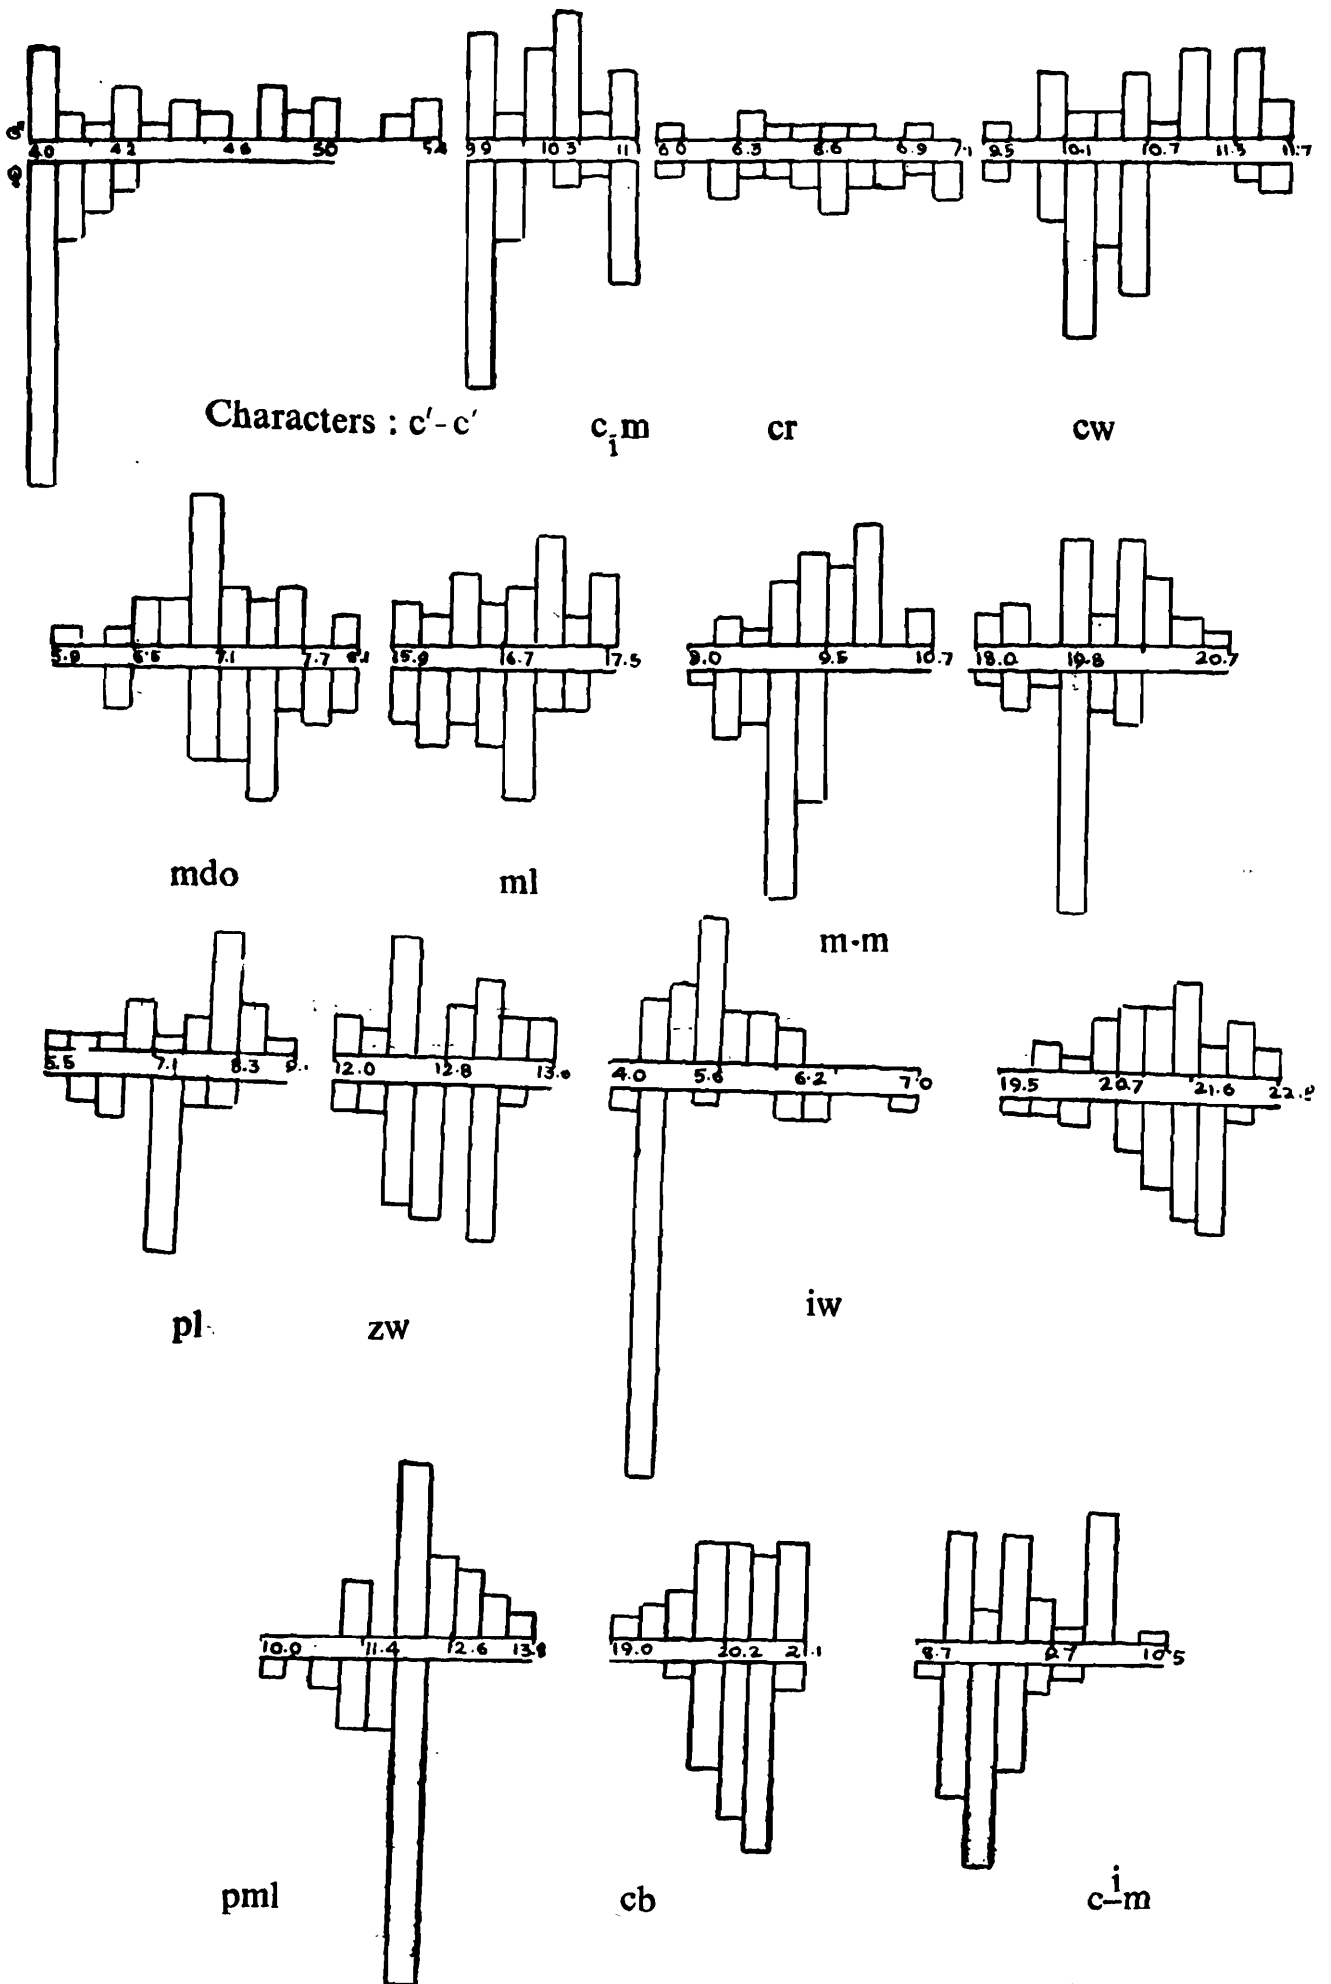 ♂
4.0 4.2 4.6 5.0 5.4
9.9 10.3 11.1
6.0 6.3 6.6 6.9 7.1
9.5 10.1 10.7 11.3 11.7
♀
Characters : c'-c'
c i m
cr
cw
5.9 6.5 7.1 7.7 8.1
15.9 16.7 17.5
8.0 9.5 10.7
18.0 19.8 20.7
mdo
ml
m-m
5.5 7.1 8.3 9.1
12.0 12.8 13.6
4.0 5.6 6.2 7.0
19.5 20.7 21.6 22.8
pl
zw
iw
10.0 11.4 12.6 13.8
19.0 20.2 21.1
8.7 9.7 10.5
pml
cb
c i m